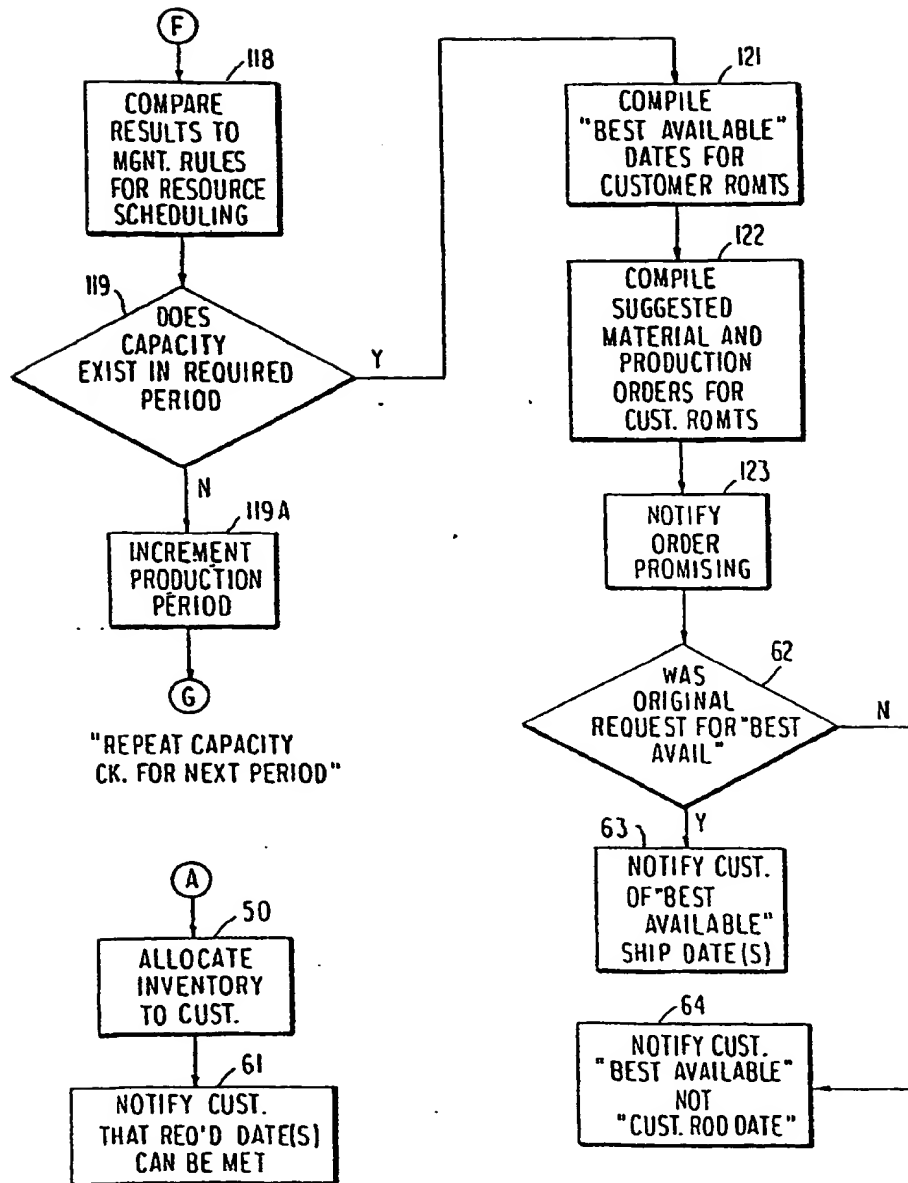 F
118
COMPARE
RESULTS TO
MGNT. RULES
FOR RESOURCE
SCHEDULING
119
DOES
CAPACITY
EXIST IN REQUIRED
PERIOD
Y
N
119A
INCREMENT
PRODUCTION
PERIOD
G
"REPEAT CAPACITY
CK. FOR NEXT PERIOD"
A
50
ALLOCATE
INVENTORY
TO CUST.
61
NOTIFY CUST.
THAT REO'D DATE(S)
CAN BE MET
121
COMPILE
"BEST AVAILABLE"
DATES FOR
CUSTOMER ROMTS
122
COMPILE
SUGGESTED
MATERIAL AND
PRODUCTION
ORDERS FOR
CUST. ROMTS
123
NOTIFY
ORDER
PROMISING
62
WAS
ORIGINAL
REQUEST FOR "BEST
AVAIL"
N
Y
63
NOTIFY CUST.
OF "BEST
AVAILABLE"
SHIP DATE(S)
64
NOTIFY CUST.
"BEST AVAILABLE"
NOT
"CUST. ROD DATE"